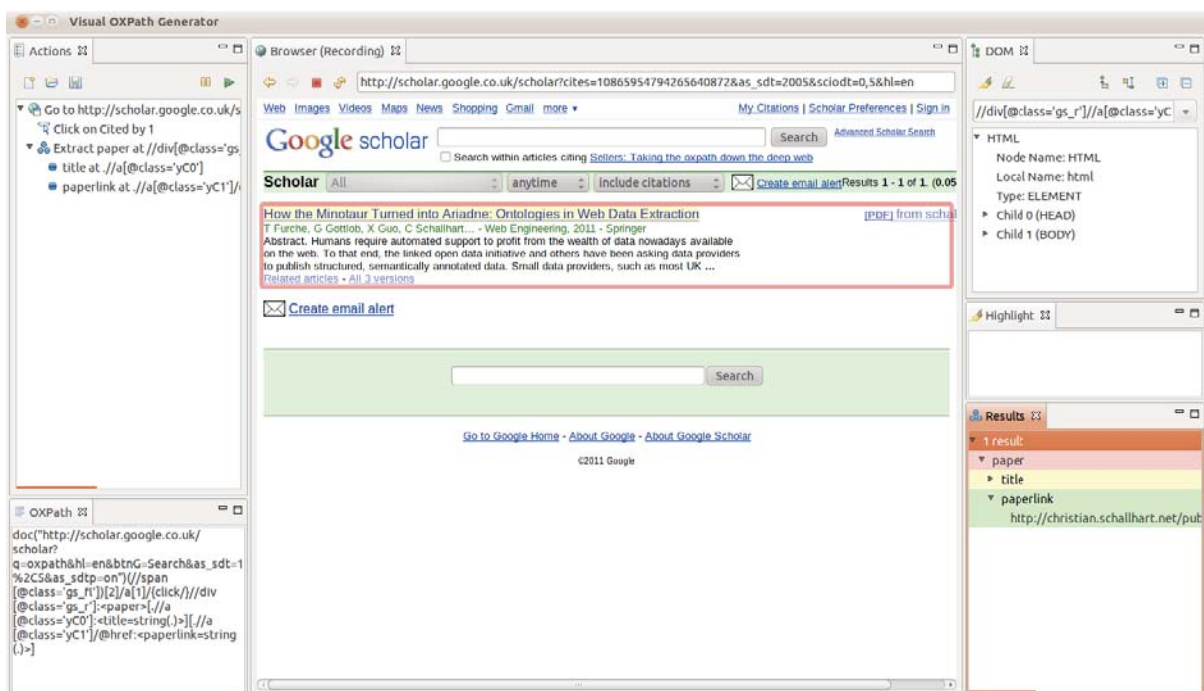 Visual OXPath Generator
Actions
Go to http://scholar.google.co.uk/s
Click on Cited by 1
Extract paper at //div[@class='gs_
title at .//a[@class='yC0']
paperlink at .//a[@class='yC1']/
OXPath
doc("http://scholar.google.co.uk/
scholar?
q=oxpath&hl=en&btnG=Search&as_sdt=1
%2C5&as_sdtp=on")(//span
[@class='gs_fl'])[2]/a[1]/{click/}//div
[@class='gs_r']:<paper>[.//a
[@class='yC0']:<title=string(.)>][.//a
[@class='yC1']/@href:<paperlink=string
(.)>]
Browser (Recording)
http://scholar.google.co.uk/scholar?cites=10865954794265640872&as_sdt=2005&sciodt=0,5&hl=en
Web Images Videos Maps News Shopping Gmail more
My Citations | Scholar Preferences | Sign in
Google scholar
Search
Advanced Scholar Search
Search within articles citing Sellers: Taking the oxpath down the deep web
Scholar All anytime include citations Create email alert Results 1 - 1 of 1. (0.05
How the Minotaur Turned into Ariadne: Ontologies in Web Data Extraction
[PDF] from schal
T Furche, G Gottlob, X Guo, C Schallhart... - Web Engineering, 2011 - Springer
Abstract. Humans require automated support to profit from the wealth of data nowadays available
on the web. To that end, the linked open data initiative and others have been asking data providers
to publish structured, semantically annotated data. Small data providers, such as most UK ...
Related articles - All 3 versions
Create email alert
Search
Go to Google Home - About Google - About Google Scholar
©2011 Google
DOM
//div[@class='gs_r']//a[@class='yC
HTML
Node Name: HTML
Local Name: html
Type: ELEMENT
Child 0 (HEAD)
Child 1 (BODY)
Highlight
Results
1 result
paper
title
paperlink
http://christian.schallhart.net/pub